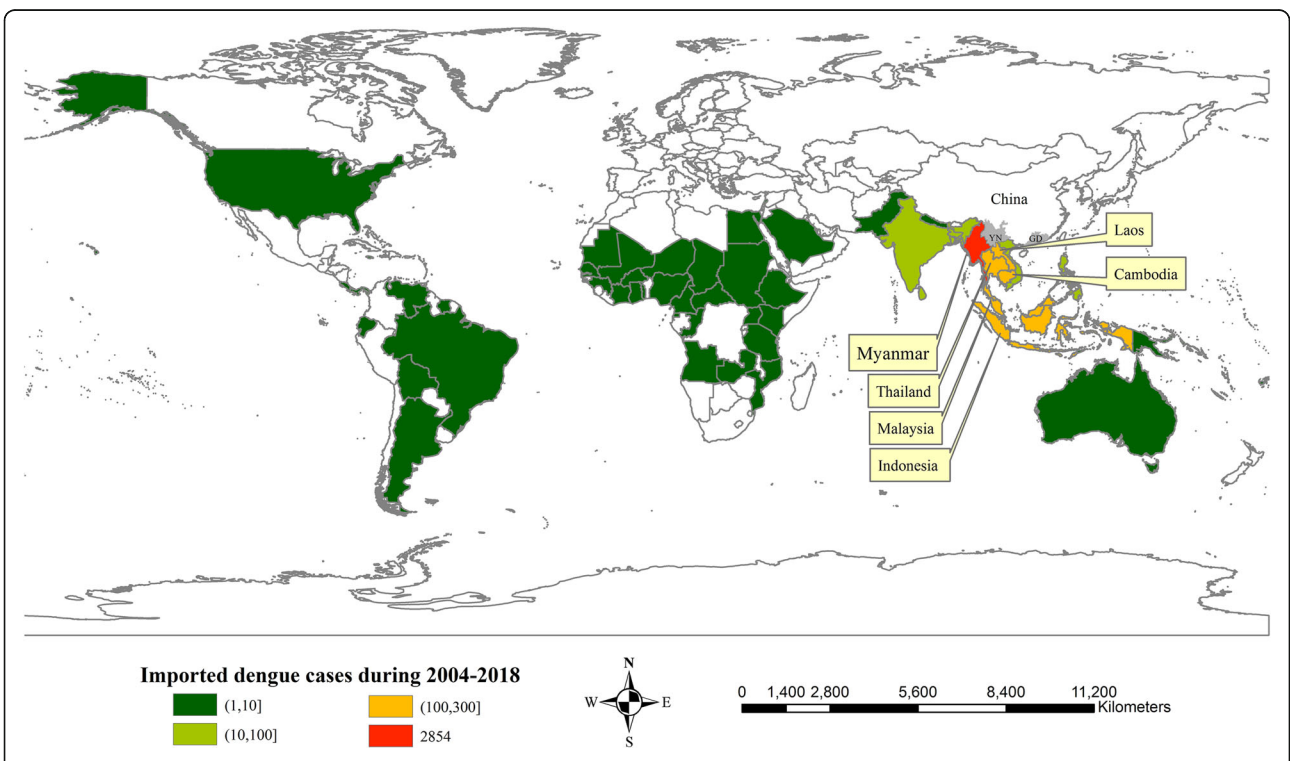 China
YN
GD
Laos
Cambodia
Myanmar
Thailand
Malaysia
Indonesia
Imported dengue cases during 2004-2018
(1,10]
(100,300]
(10,100]
2854
N
W
E
S
0 1,400 2,800 5,600 8,400 11,200
Kilometers